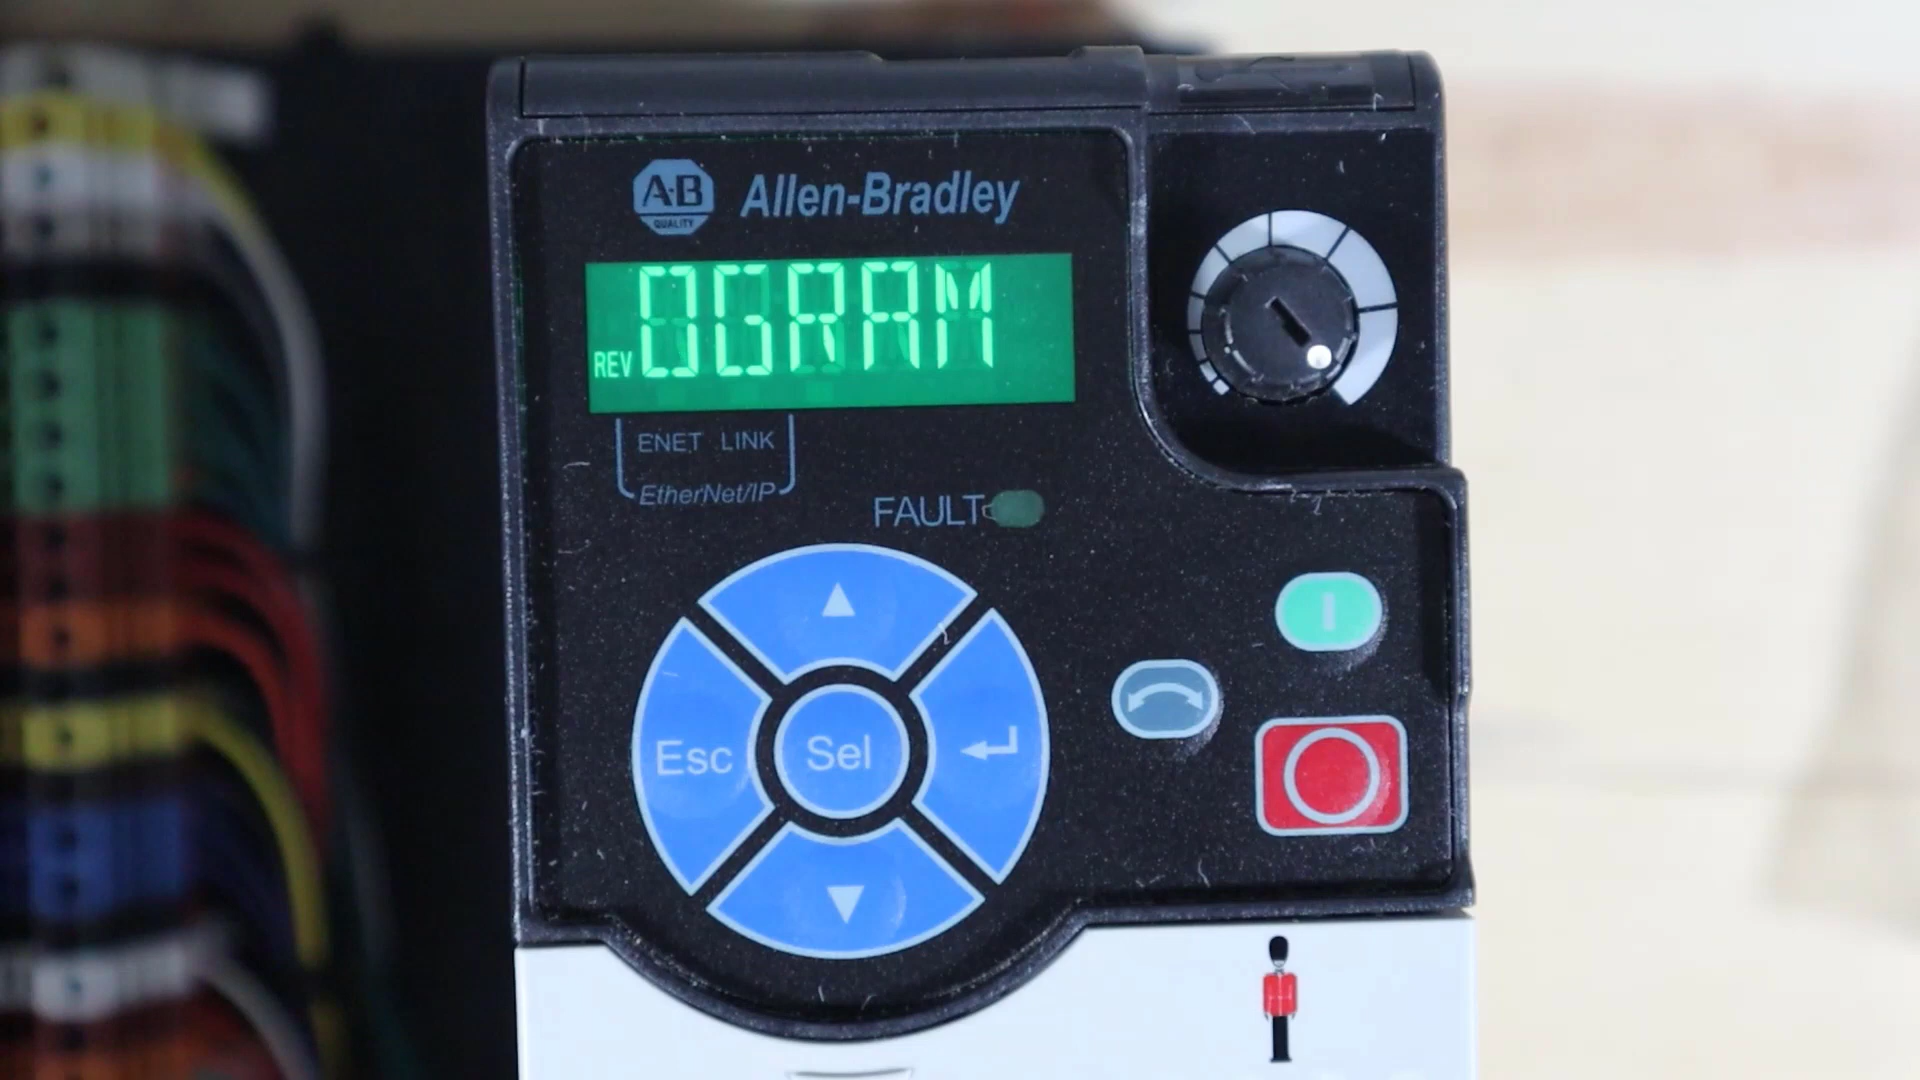 A·B
QUALITY
Allen-Bradley
OGRAM
REV
ENET LINK
EtherNet/IP
FAULT
Esc
Sel